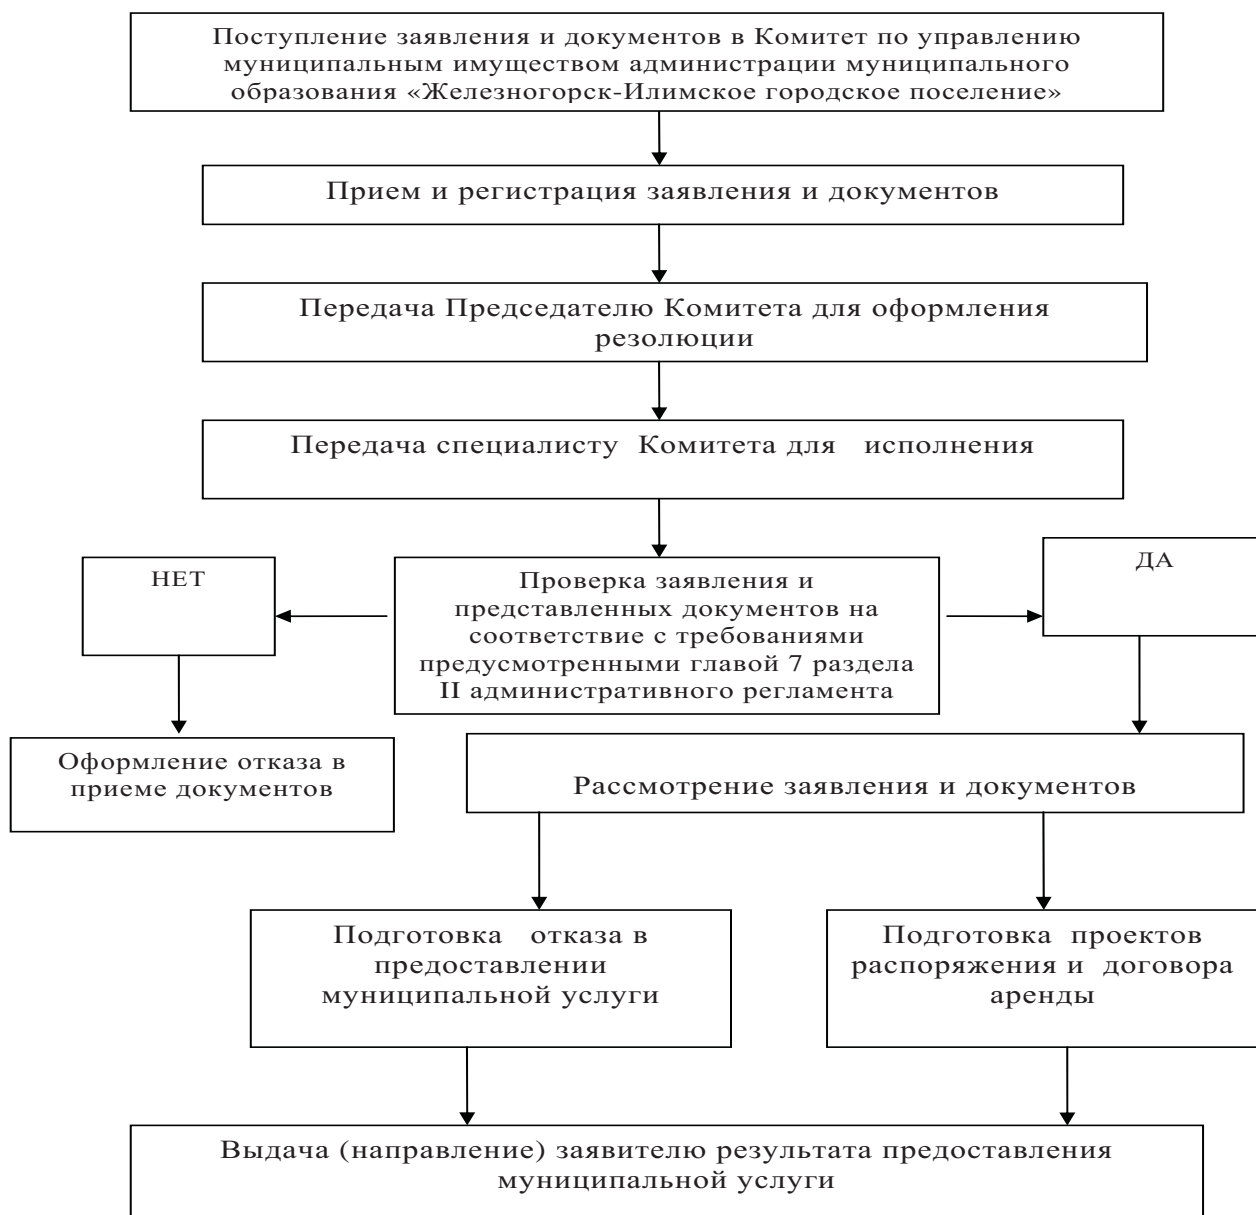 Поступление заявления и документов в Комитет по управлению
муниципальным имуществом администрации муниципального
образования «Железногорск-Илимское городское поселение»
Прием и регистрация заявления и документов
Передача Председателю Комитета для оформления
резолюции
Передача специалисту Комитета для исполнения
НЕТ
Проверка заявления и
представленных документов на
соответствие с требованиями
предусмотренными главой 7 раздела
II административного регламента
ДА
Оформление отказа в
приеме документов
Рассмотрение заявления и документов
Подготовка отказа в
предоставлении
муниципальной услуги
Подготовка проектов
распоряжения и договора
аренды
Выдача (направление) заявителю результата предоставления
муниципальной услуги